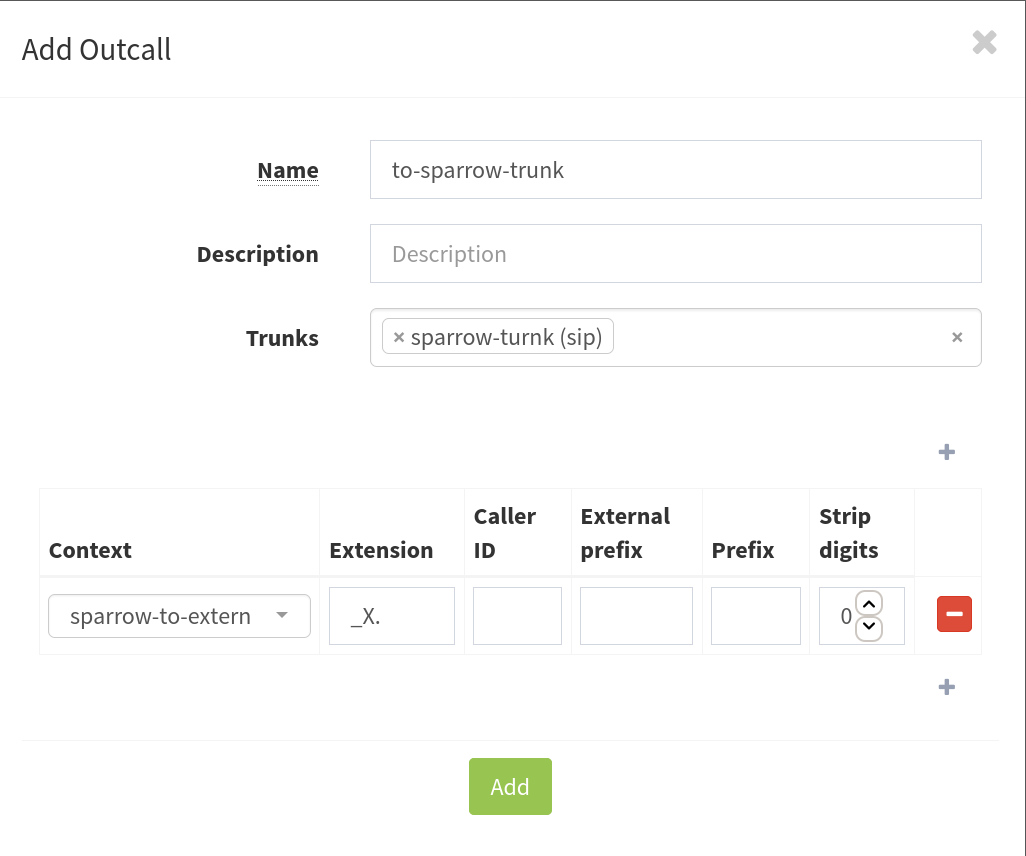 Add Outcall
Name
to-sparrow-trunk
Description
Description
Trunks
× sparrow-turnk (sip) ×
Context Extension Caller ID External prefix Prefix Strip digits
sparrow-to-extern _X. 0
Add